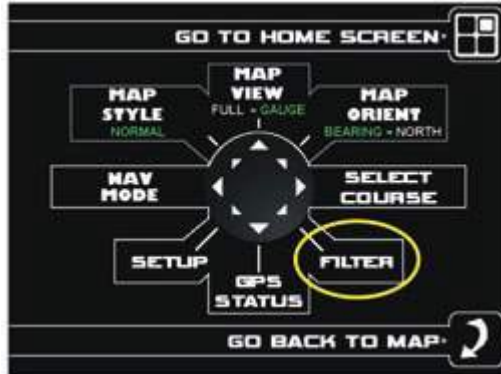 GO TO HOME SCREEN
MAP
VIEW
FULL - GAUGE
MAP
STYLE
NORMAL
MAP
ORIENT
BEARING - NORTH
NAV
MODE
SELECT
COURSE
SETUP
GPS
STATUS
FILTER
GO BACK TO MAP